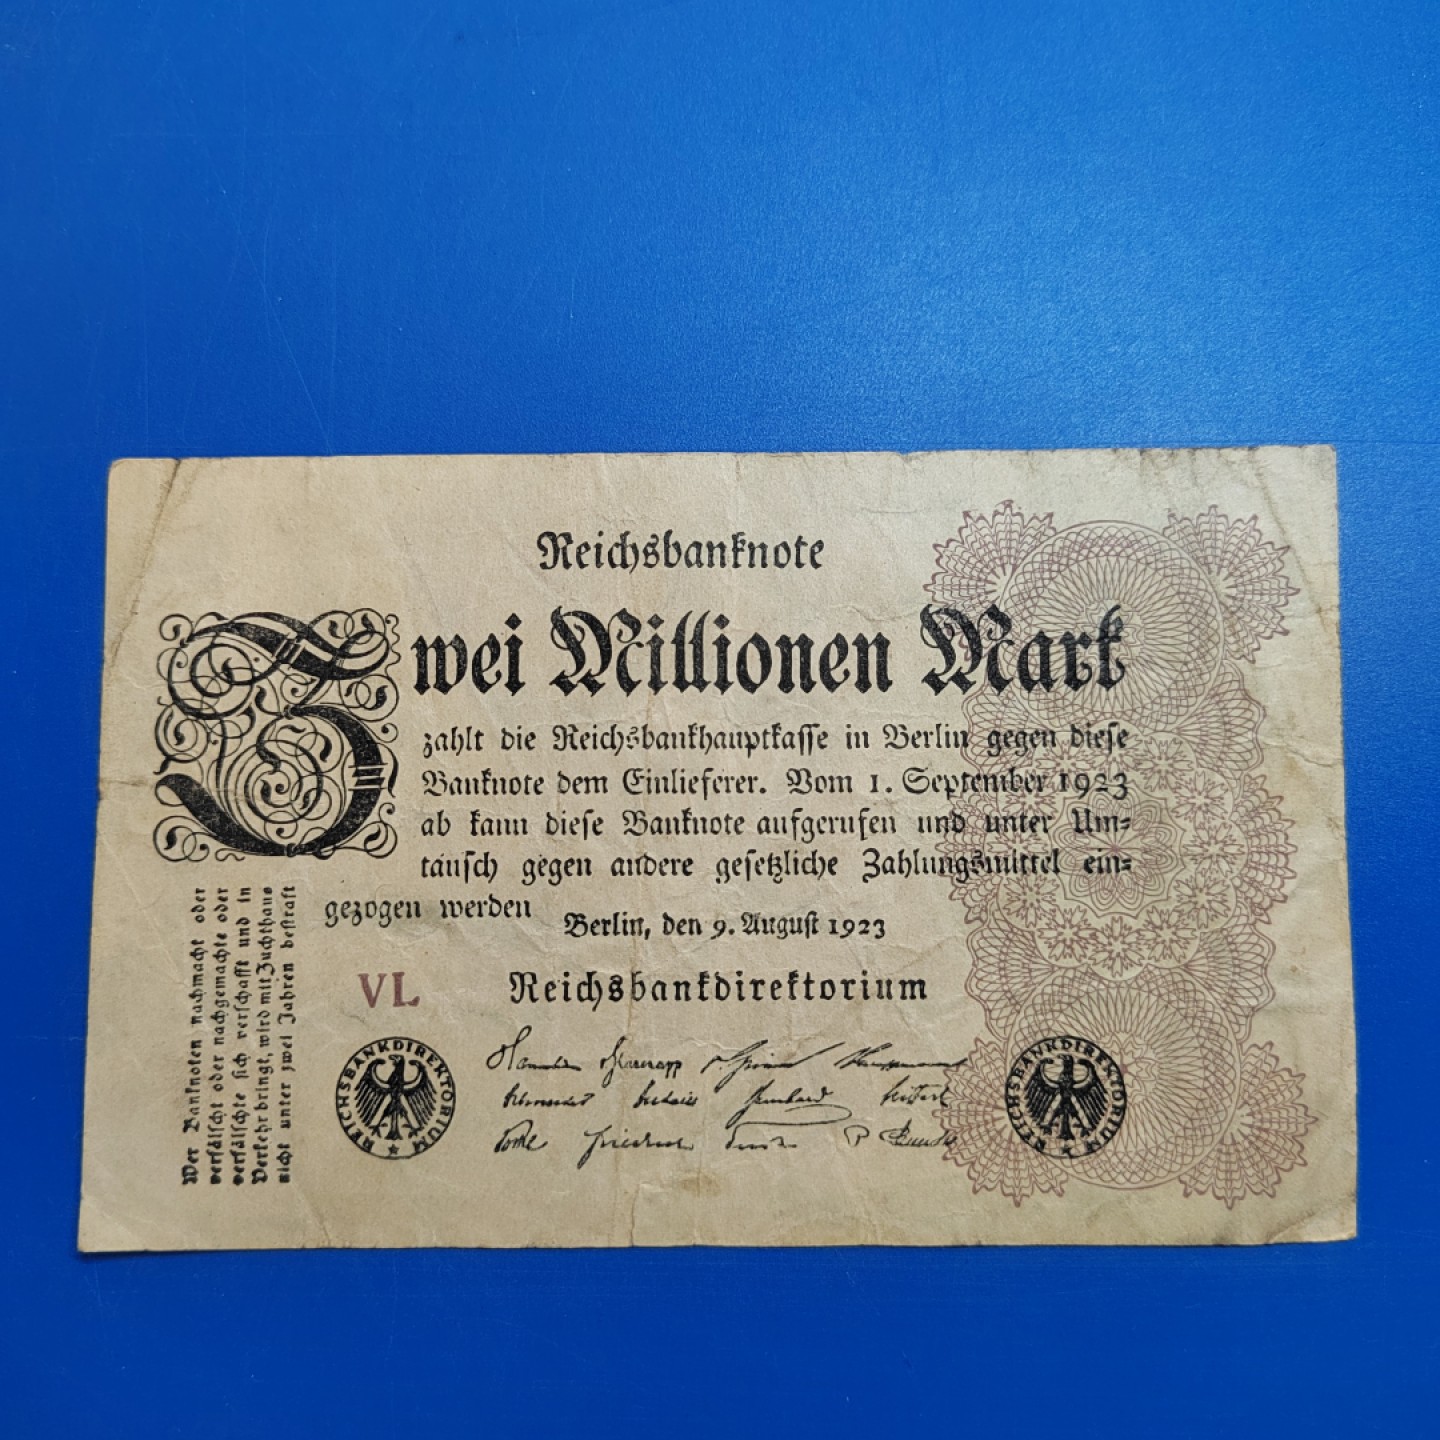 Reichsbanknote
Zwei Millionen Mark
zahlt die Reichsbankhauptkasse in Berlin gegen diese
Banknote dem Einlieferer. Vom 1. September 1923
ab kann diese Banknote aufgerufen und unter Um=
tausch gegen andere gesetzliche Zahlungsmittel ein=
gezogen werden
Berlin, den 9. August 1923
VL
Reichsbankdirektorium
REICHSBANKDIREKTORIUM
REICHSBANKDIREKTORIUM
Wer Banknoten nachmacht oder
verfälscht oder nachgemachte oder
verfälschte sich verschafft und in
Verkehr bringt, wird mit Zuchthaus
nicht unter zwei Jahren bestraft